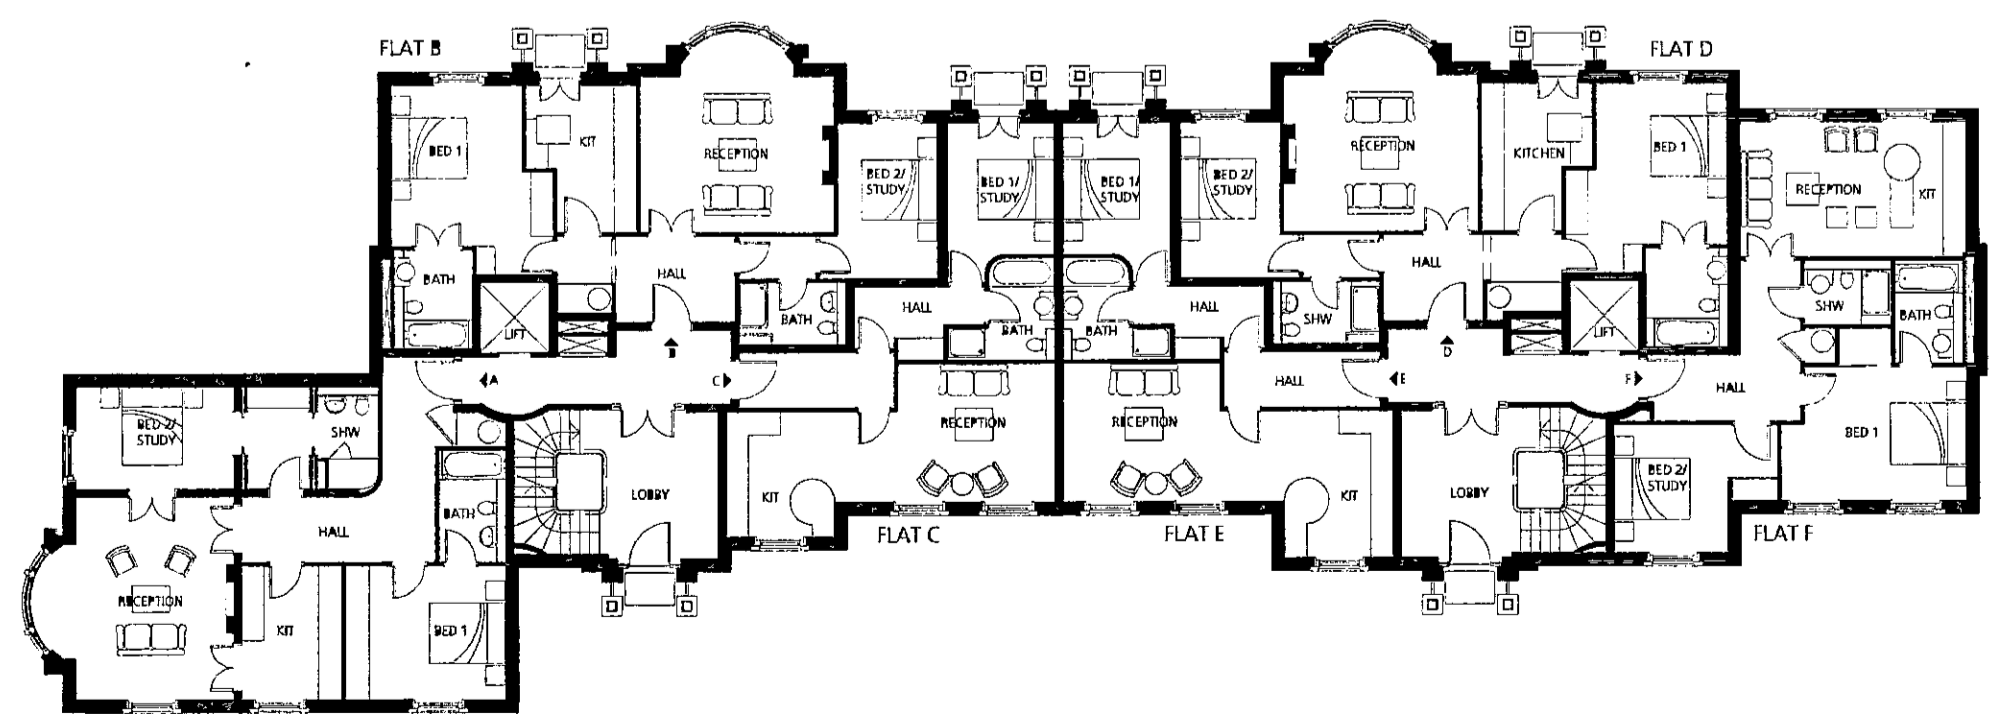 FLAT B
FLAT D
BED 1
KIT
RECEPTION
BED 2/
STUDY
BED 1/
STUDY
BED 1/
STUDY
BED 2/
STUDY
RECEPTION
KITCHEN
BED 1
RECEPTION
KIT
BATH
LIFT
HALL
BATH
HALL
BATH
BATH
HALL
SHW
HALL
LIFT
SHW
BATH
A
B
C
HALL
E
D
F
HALL
BED 2/
STUDY
SHW
RECEPTION
RECEPTION
BED 1
BATH
LOBBY
KIT
KIT
LOBBY
BED 2/
STUDY
HALL
FLAT C
FLAT E
FLAT F
RECEPTION
KIT
BED 1